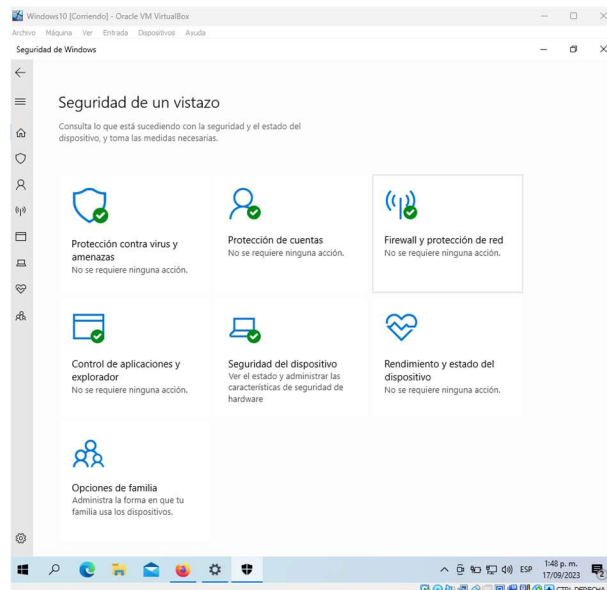 Windows10 [Corriendo] - Oracle VM VirtualBox
Archivo Máquina Ver Entrada Dispositivos Ayuda
Seguridad de Windows
Seguridad de un vistazo
Consulta lo que está sucediendo con la seguridad y el estado del
dispositivo, y toma las medidas necesarias.
Protección contra virus y
amenazas
No se requiere ninguna acción.
Protección de cuentas
No se requiere ninguna acción.
Firewall y protección de red
No se requiere ninguna acción.
Control de aplicaciones y
explorador
No se requiere ninguna acción.
Seguridad del dispositivo
Ver el estado y administrar las
características de seguridad de
hardware
Rendimiento y estado del
dispositivo
No se requiere ninguna acción.
Opciones de familia
Administra la forma en que tu
familia usa los dispositivos.
ESP
1:48 p. m.
17/09/2023
2
CTRL DERECHA